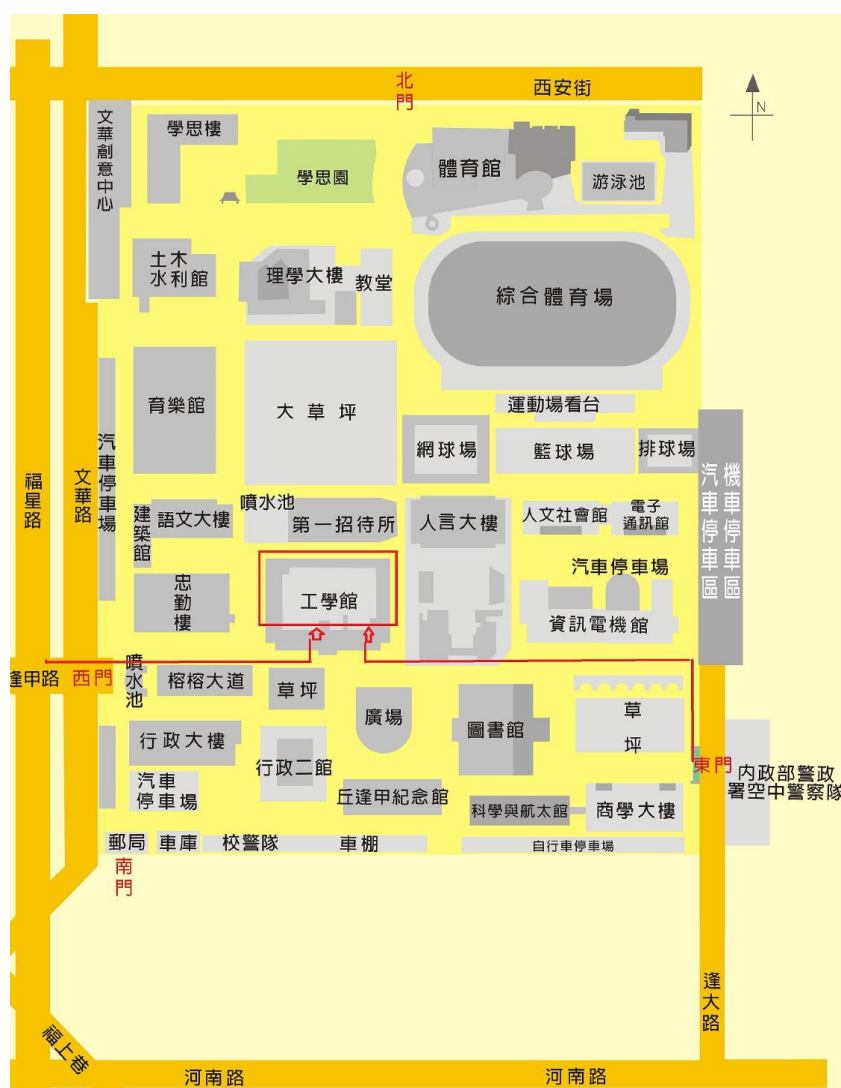 北門
西安街
N
文華創意中心
學思樓
學思園
體育館
游泳池
土木
水利館
理學大樓
教堂
綜合體育場
育樂館
大草坪
運動場看台
網球場
籃球場
排球場
福星路
文華路
汽車停車場
汽車停車區
機車停車區
建築館
語文大樓
噴水池
第一招待所
人言大樓
人文社會館
電子
通訊館
汽車停車場
忠勤樓
工學館
資訊電機館
逢甲路
西門
噴水池
榕榕大道
草坪
廣場
圖書館
草坪
行政大樓
行政二館
東門
內政部警政
署空中警察隊
汽車
停車場
丘逢甲紀念館
科學與航太館
商學大樓
郵局
車庫
校警隊
車棚
自行車停車場
南門
逢大路
福上巷
河南路
河南路